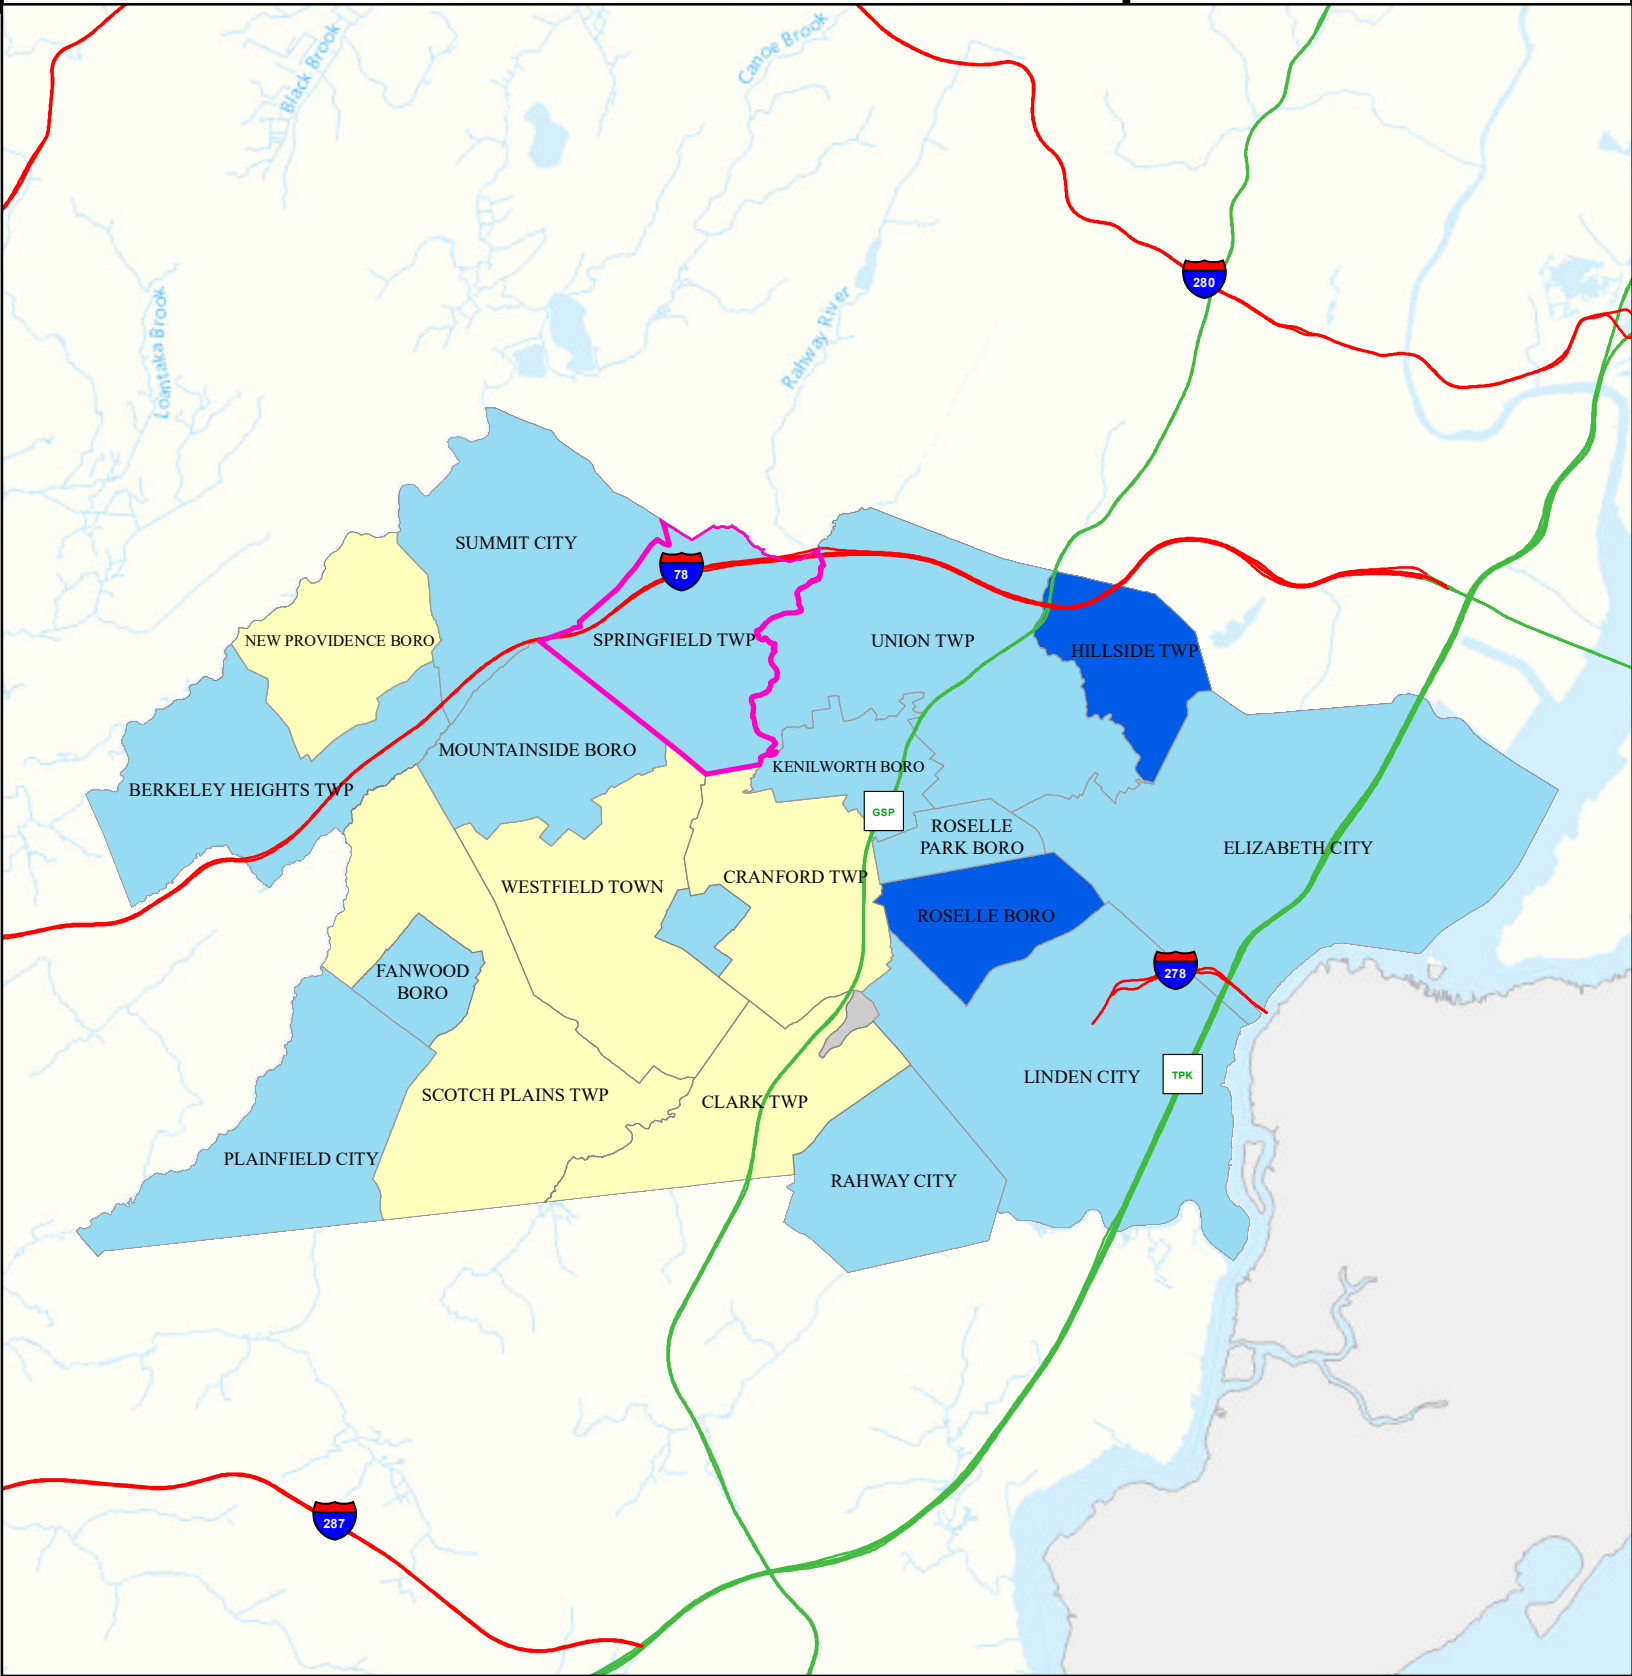 Black Brook
Canoe Brook
280
Loantaka Brook
Rahway River
SUMMIT CITY
78
NEW PROVIDENCE BORO
SPRINGFIELD TWP
UNION TWP
HILLSIDE TWP
MOUNTAINSIDE BORO
KENILWORTH BORO
BERKELEY HEIGHTS TWP
GSP
ROSELLE
PARK BORO
ELIZABETH CITY
WESTFIELD TOWN
CRANFORD TWP
ROSELLE BORO
FANWOOD
BORO
278
LINDEN CITY
TPK
SCOTCH PLAINS TWP
CLARK TWP
PLAINFIELD CITY
RAHWAY CITY
287